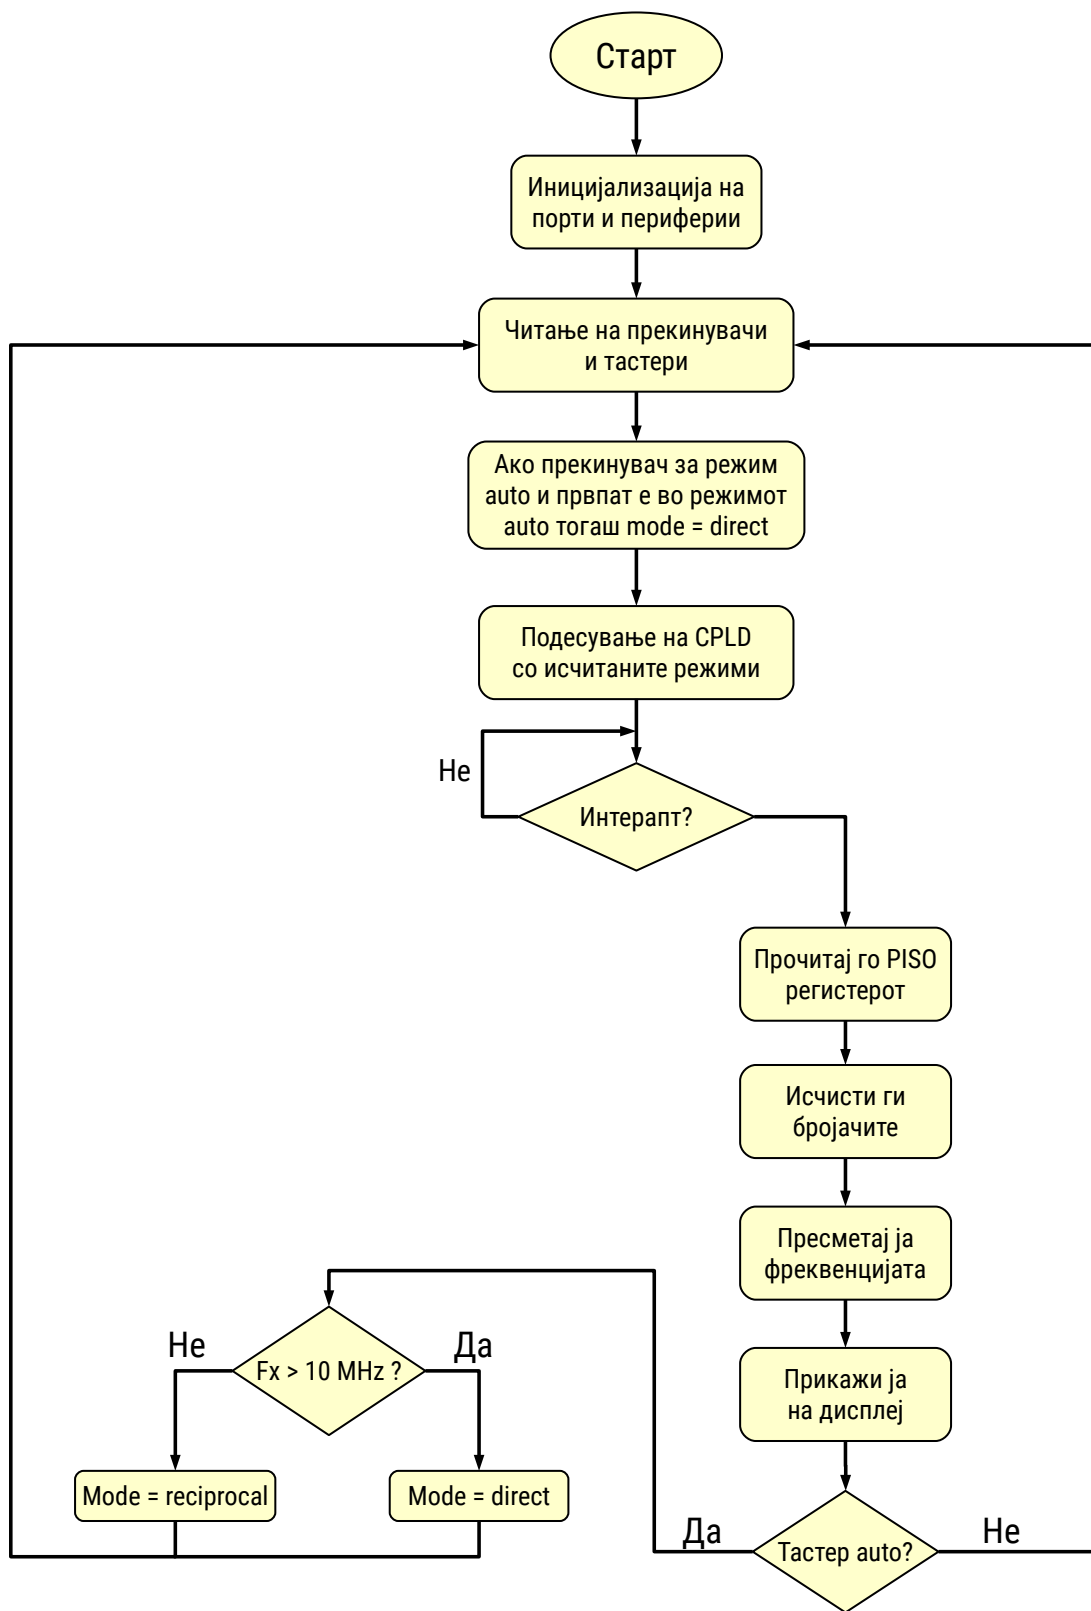 Старт
Иницијализација на
порти и периферии
Читање на прекинувачи
и тастери
Ако прекинувач за режим
auto и првпат е во режимот
auto тогаш mode = direct
Подесување на CPLD
со исчитаните режими
Не
Интерапт?
Прочитај го PISO
регистерот
Исчисти ги
бројачите
Пресметај ја
фреквенцијата
Прикажи ја
на дисплеј
Тастер auto?
Да
Не
Fx > 10 MHz ?
Не
Да
Mode = reciprocal
Mode = direct